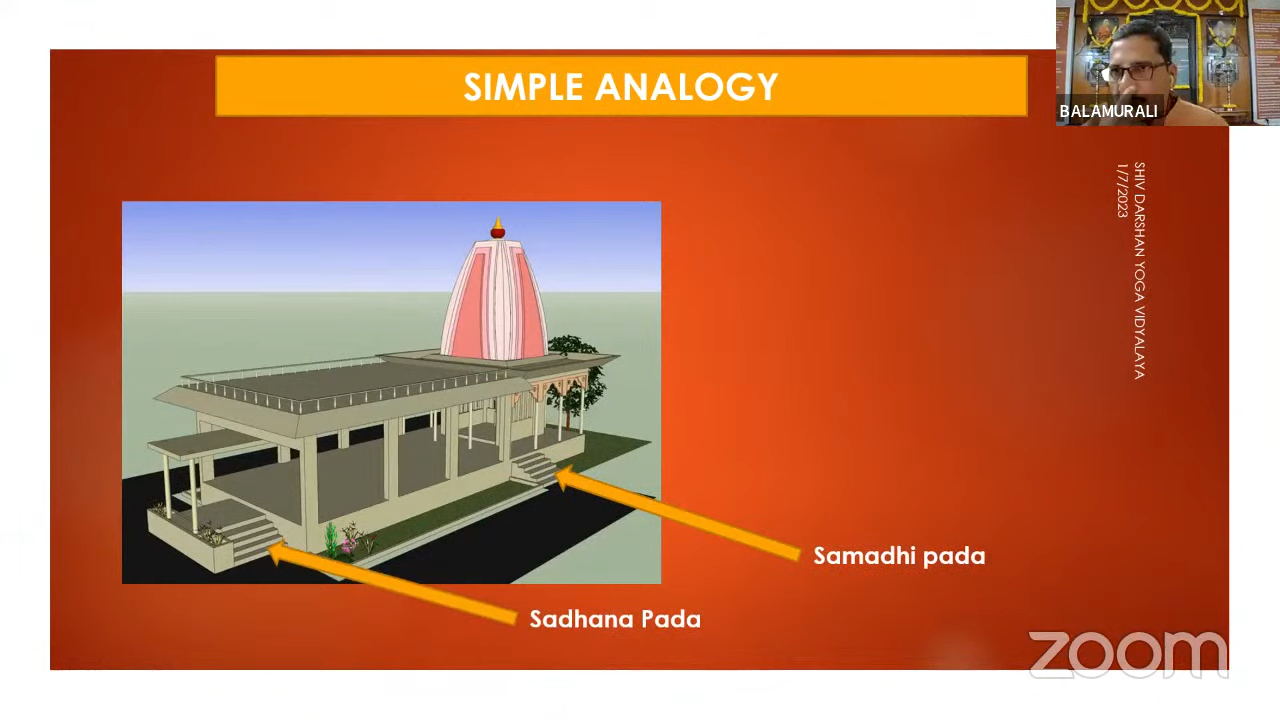 SIMPLE ANALOGY
BALAMURALI
SHIV DARSHAN YOGA VIDYALAYA
1/7/2023
Samadhi pada
Sadhana Pada
zoom